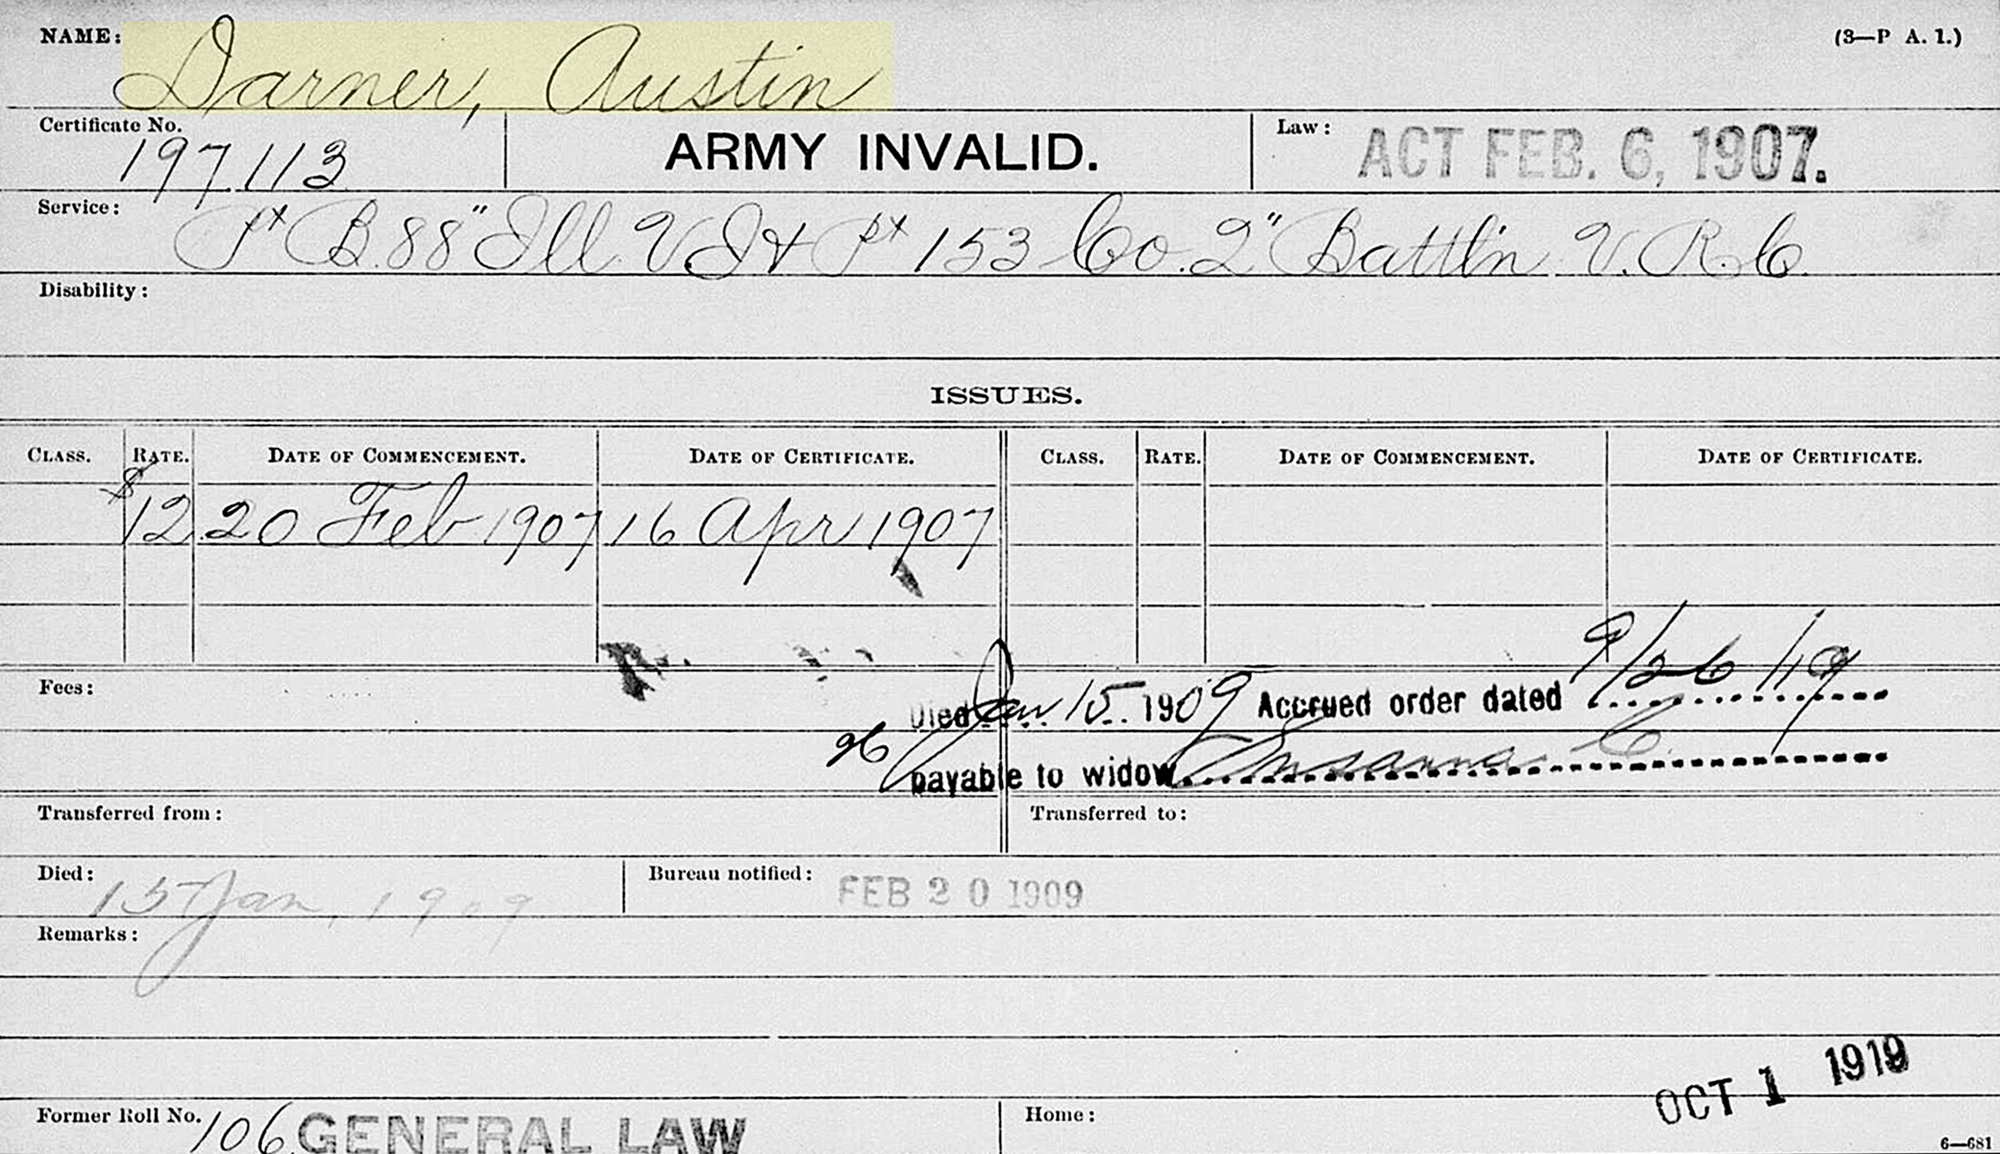 NAME: Darner, Austin (3—P A. 1.)
Certificate No. 197113 ARMY INVALID. Law: ACT FEB. 6, 1907.
Service: Pt B. 88" Ill. V I & Pt 153 Co. 2" Battl'n V. R. C.
Disability:
ISSUES.
CLASS. RATE. DATE OF COMMENCEMENT. DATE OF CERTIFICATE. CLASS. RATE. DATE OF COMMENCEMENT. DATE OF CERTIFICATE.
$12 20 Feb 1907 16 Apr 1907
Fees:
Died Jan 15 1909 Accrued order dated 9/26/19
payable to widow Susanna C.
Transferred from: Transferred to:
Died: 15 Jan, 1909 Bureau notified: FEB 20 1909
Remarks:
OCT 1 1919
Former Roll No. 106 GENERAL LAW Home:
6—681